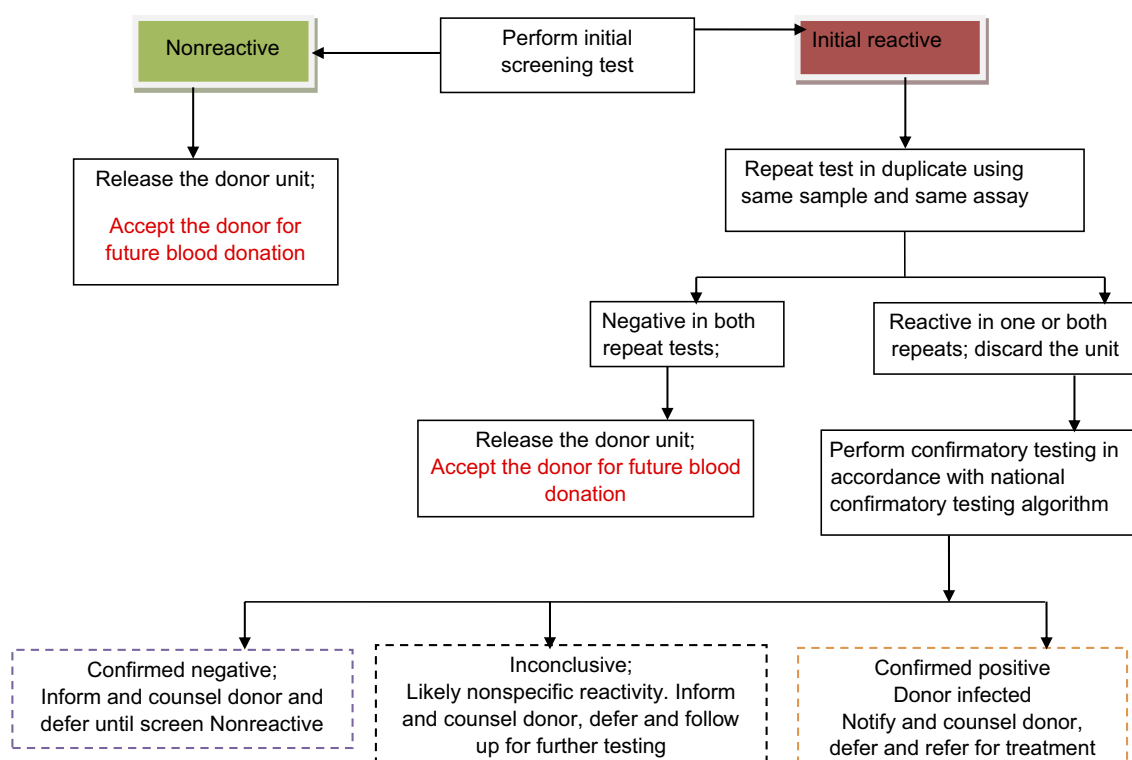 Nonreactive
Perform initial
screening test
Initial reactive
Release the donor unit;
Accept the donor for
future blood donation
Repeat test in duplicate using
same sample and same assay
Negative in both
repeat tests;
Reactive in one or both
repeats; discard the unit
Release the donor unit;
Accept the donor for future blood
donation
Perform confirmatory testing in
accordance with national
confirmatory testing algorithm
Confirmed negative;
Inform and counsel donor and
defer until screen Nonreactive
Inconclusive;
Likely nonspecific reactivity. Inform
and counsel donor, defer and follow
up for further testing
Confirmed positive
Donor infected
Notify and counsel donor,
defer and refer for treatment